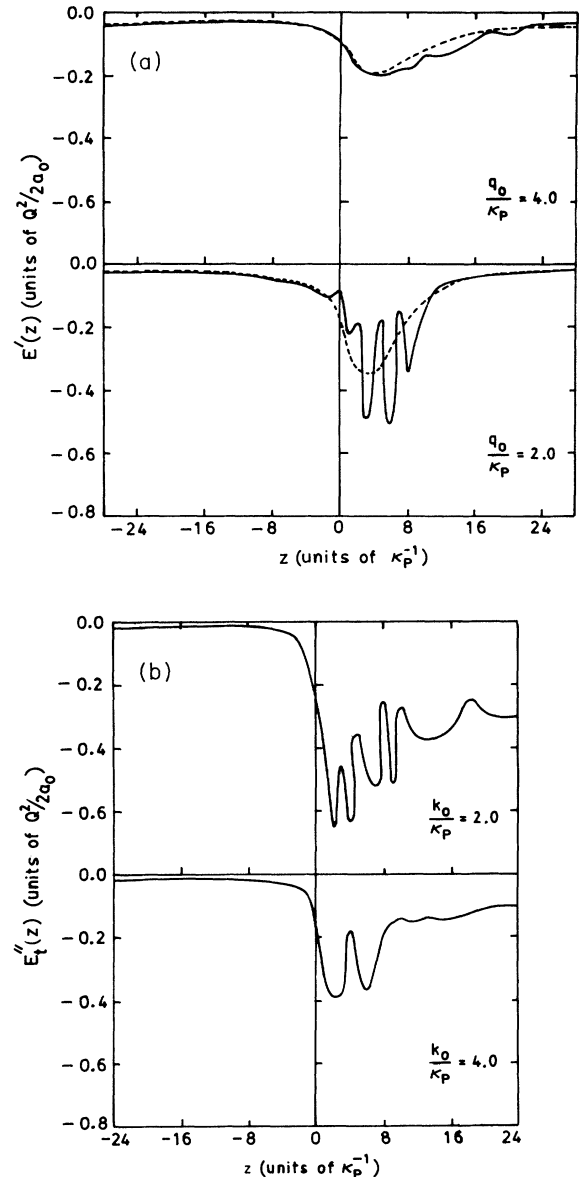 0.0
(a)
−0.2
−0.4
q₀/κₚ = 4.0
−0.6
E′(z) (units of Q²/2a₀)
0.0
−0.2
−0.4
q₀/κₚ = 2.0
−0.6
−0.8
−24 −16 −8 0 8 16 24
z (units of κₚ⁻¹)
0.0
(b)
−0.2
−0.4
k₀/κₚ = 2.0
−0.6
Eₜ″(z) (units of Q²/2a₀)
0.0
−0.2
−0.4
k₀/κₚ = 4.0
−0.6
−0.8
−24 −16 −8 0 8 16 24
z (units of κₚ⁻¹)